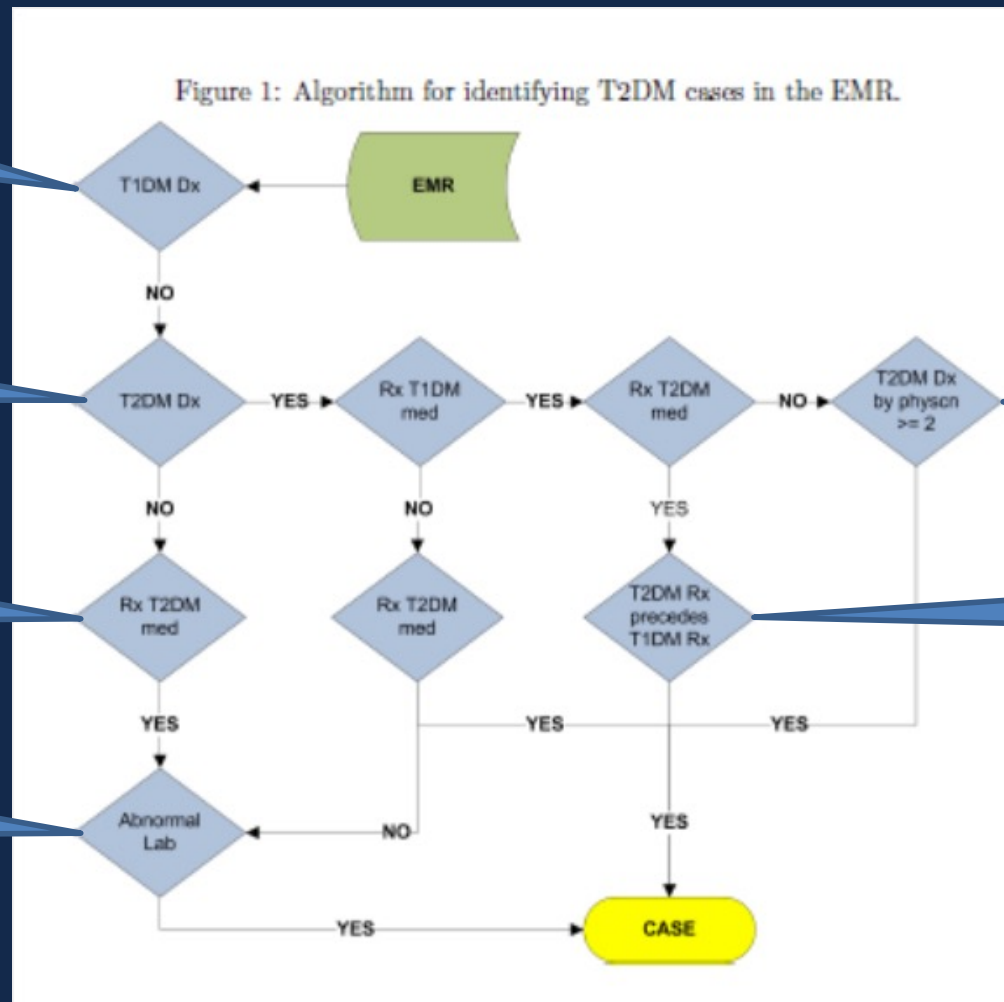 Figure 1: Algorithm for identifying T2DM cases in the EMR.
T1DM Dx
EMR
NO
T2DM Dx
YES
Rx T1DM
med
YES
Rx T2DM
med
NO
T2DM Dx
by physcn
>= 2
NO
NO
YES
Rx T2DM
med
Rx T2DM
med
T2DM Rx
precedes
T1DM Rx
YES
YES
YES
Abnormal
Lab
NO
YES
YES
CASE